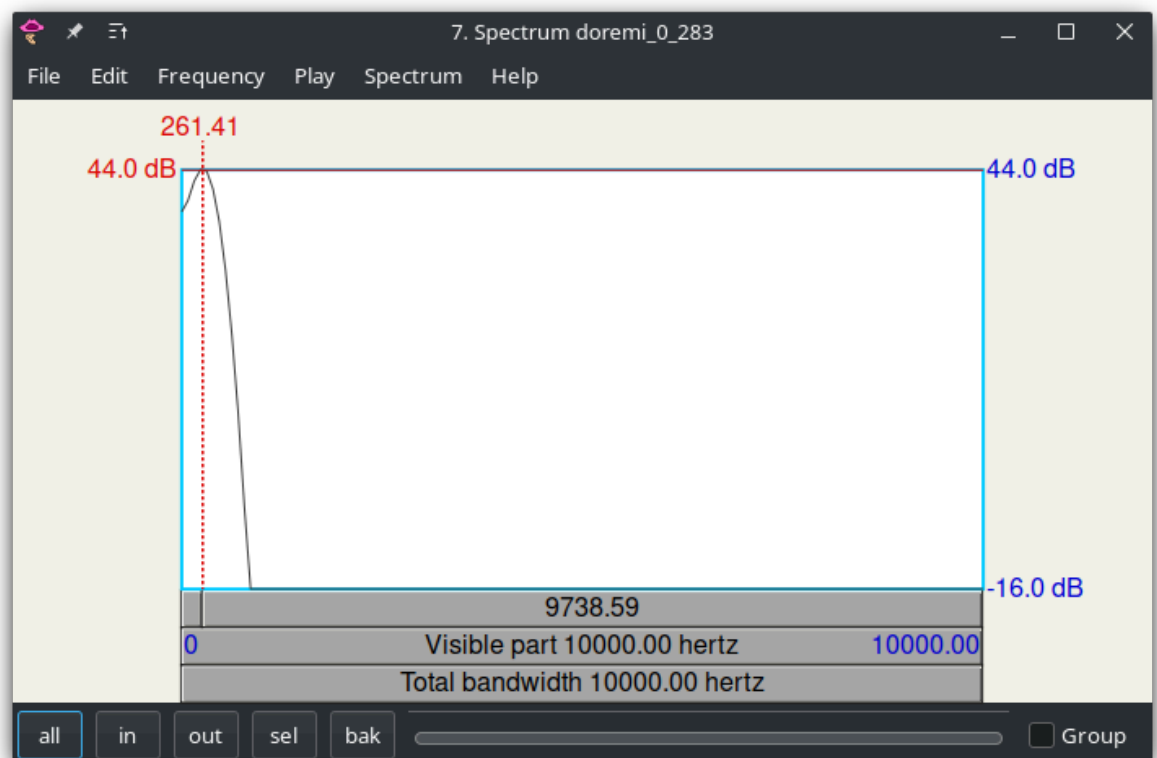 7. Spectrum doremi_0_283
File Edit Frequency Play Spectrum Help
261.41
44.0 dB 44.0 dB
-16.0 dB
9738.59
0 Visible part 10000.00 hertz 10000.00
Total bandwidth 10000.00 hertz
all in out sel bak Group